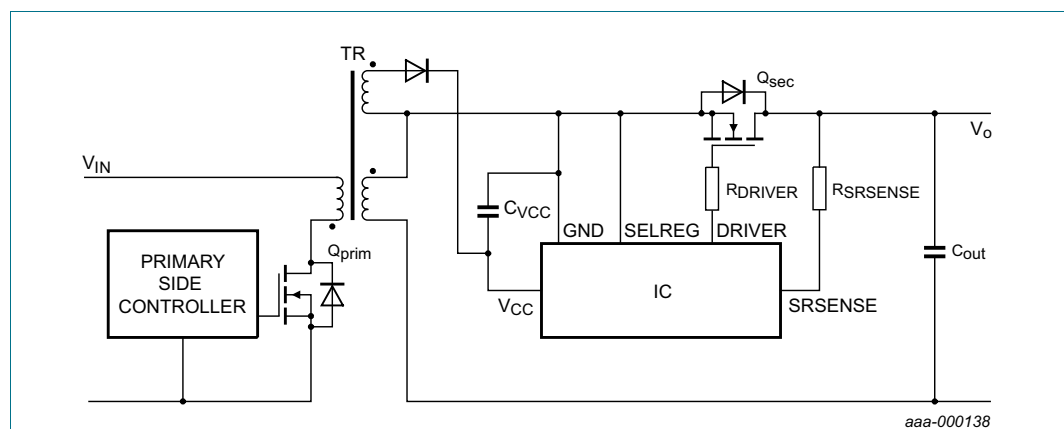 TR
Qsec
Vo
VIN
RDRIVER
RSRSENSE
CVCC
GND
SELREG
DRIVER
Qprim
Cout
PRIMARY
SIDE
CONTROLLER
IC
VCC
SRSENSE
aaa-000138